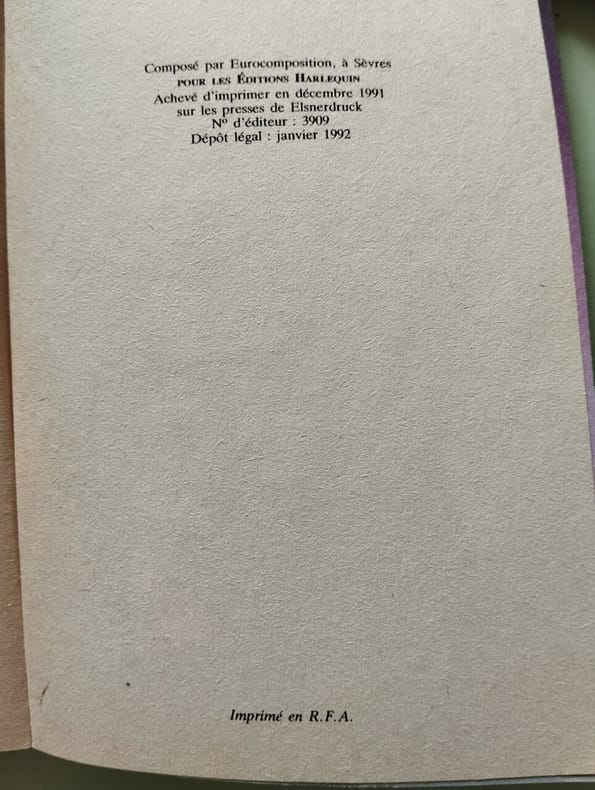 Composé par Eurocomposition, à Sèvres
POUR LES ÉDITIONS HARLEQUIN
Achevé d'imprimer en décembre 1991
sur les presses de Elsnerdruck
Nº d'éditeur : 3909
Dépôt légal : janvier 1992
Imprimé en R.F.A.